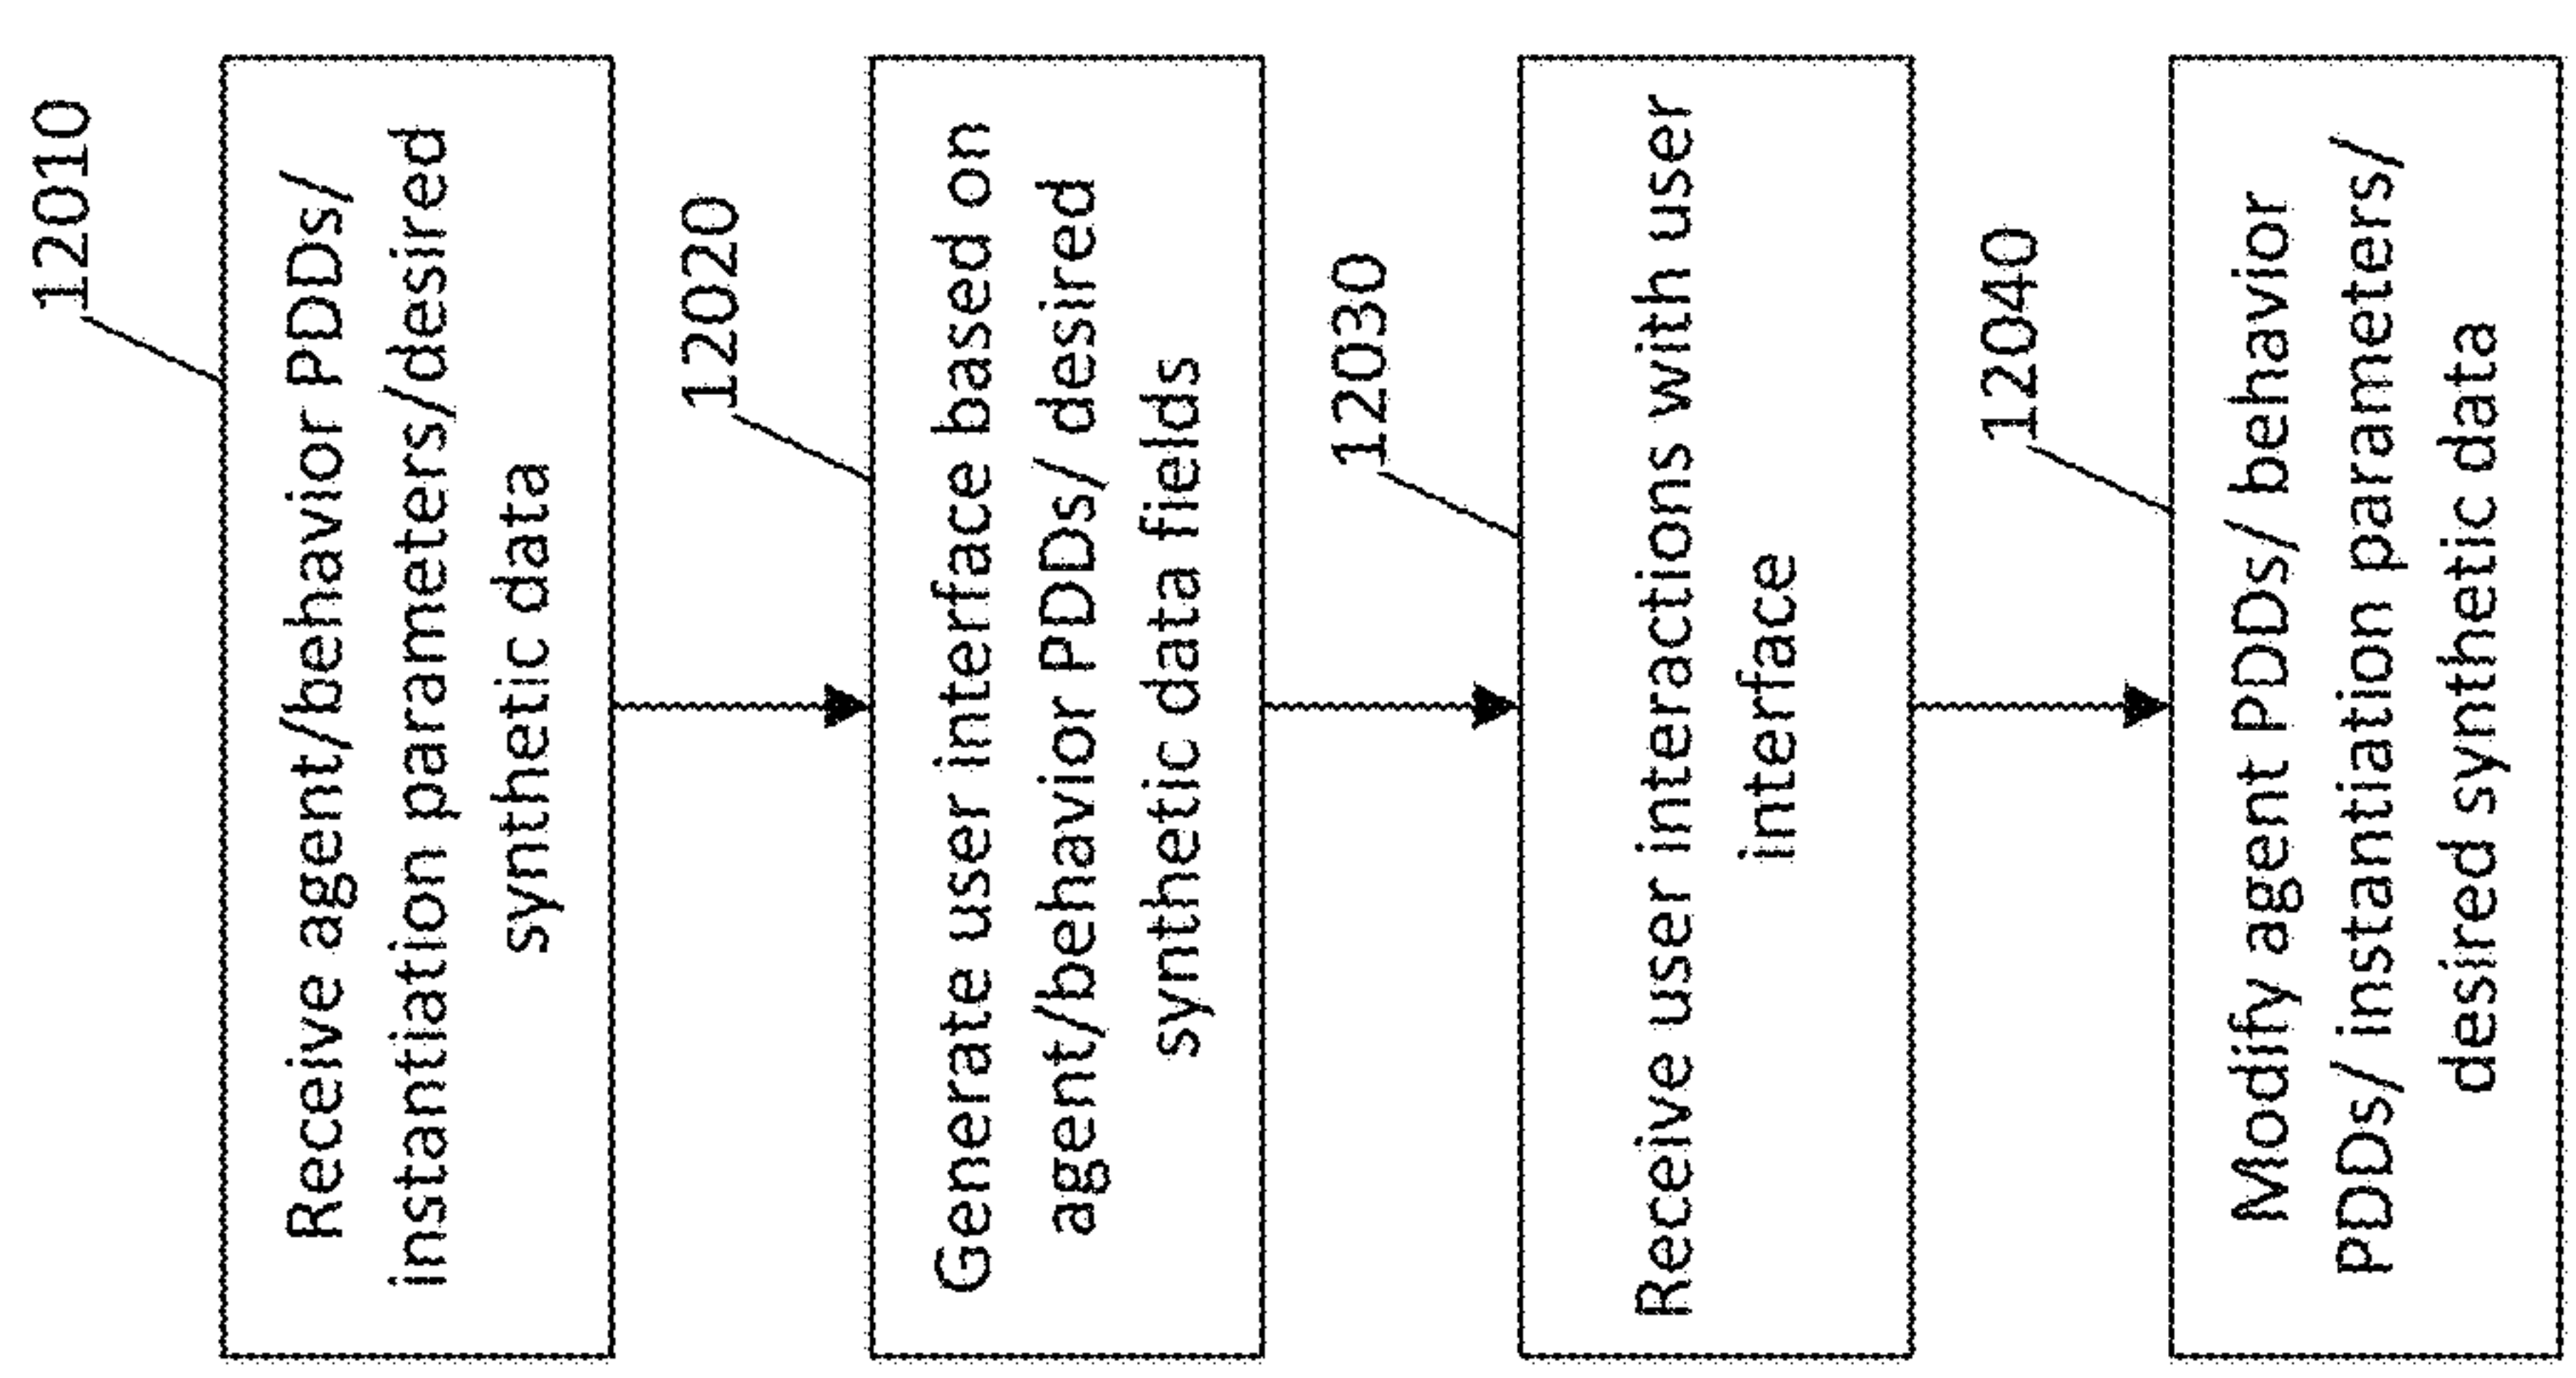 12010
Receive agent/behavior PDDs/
instantiation parameters/desired
synthetic data
12020
Generate user interface based on
agent/behavior PDDs/ desired
synthetic data fields
12030
Receive user interactions with user
interface
12040
Modify agent PDDs/ behavior
PDDs/ instantiation parameters/
desired synthetic data